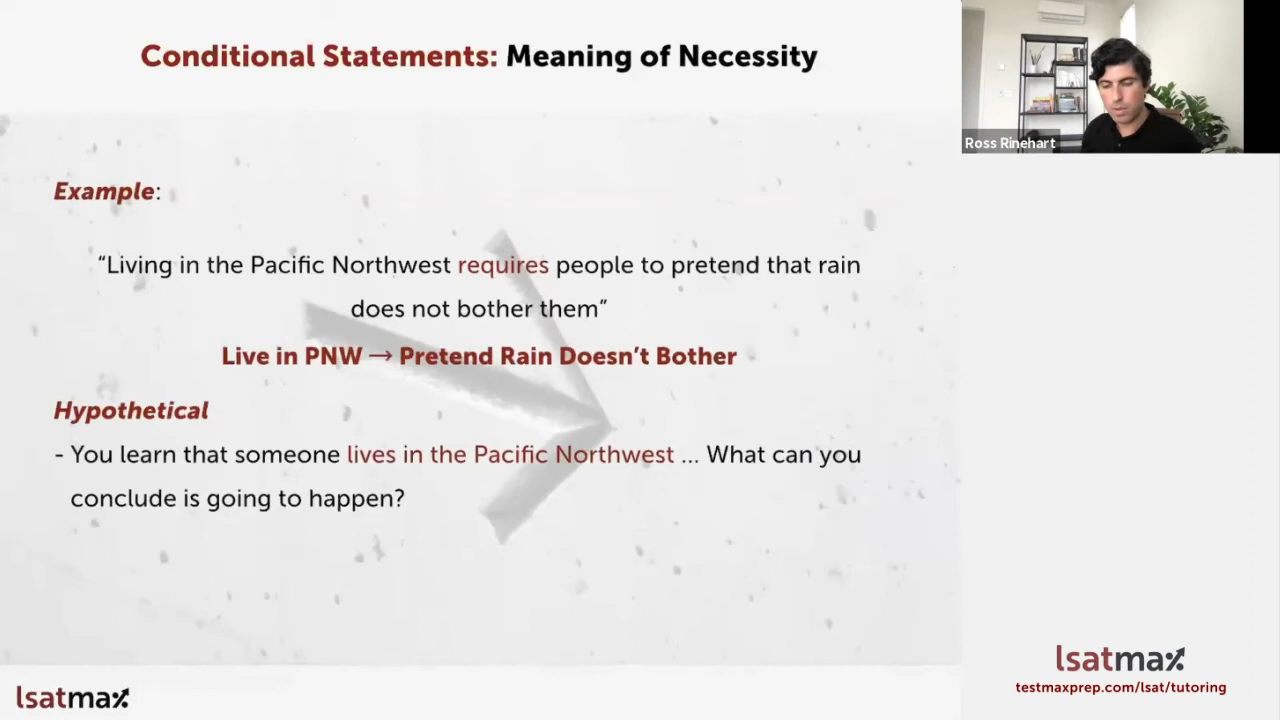 Conditional Statements: Meaning of Necessity
Ross Rinehart
Example:
“Living in the Pacific Northwest requires people to pretend that rain
does not bother them”
Live in PNW → Pretend Rain Doesn’t Bother
Hypothetical
- You learn that someone lives in the Pacific Northwest ... What can you
conclude is going to happen?
lsatmax
testmaxprep.com/lsat/tutoring
lsatmax